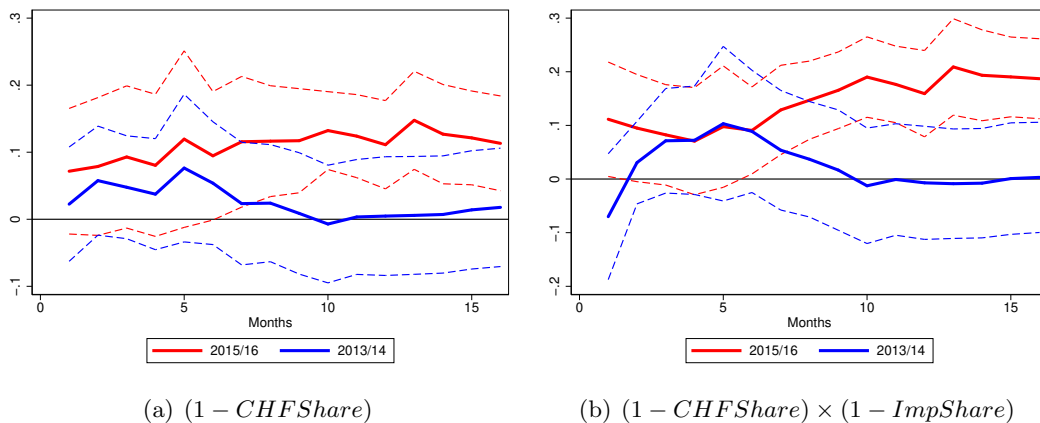 .3
.2
.1
0
-.1
0 5 10 15
Months
2015/16 2013/14
(a) (1 − CHFShare)
.3
.2
.1
0
-.1
-.2
0 5 10 15
Months
2015/16 2013/14
(b) (1 − CHFShare) × (1 − ImpShare)